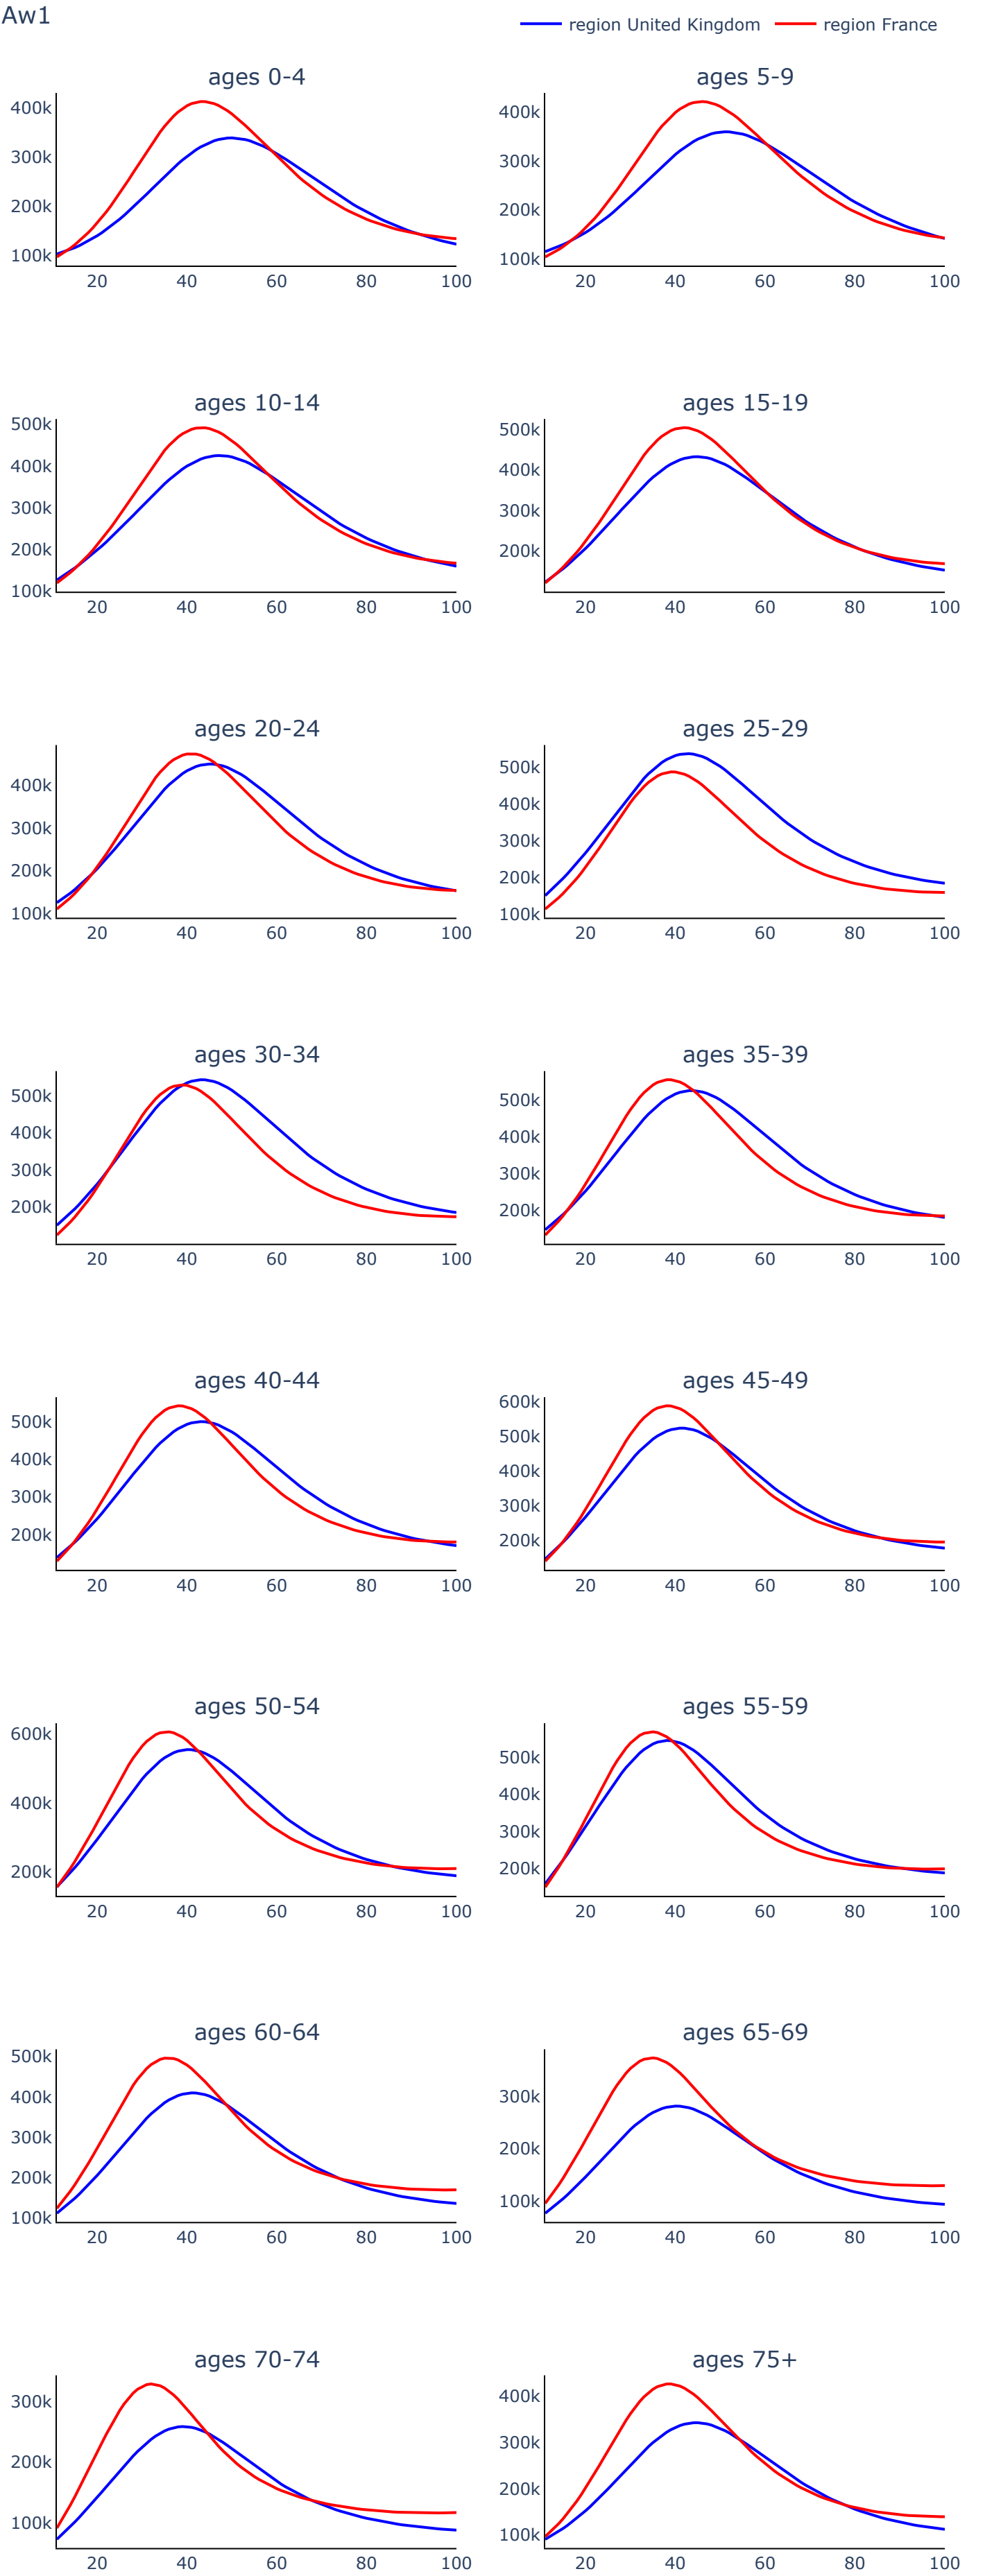 Aw1
region United Kingdom region France
ages 0-4 ages 5-9
400k
300k
200k
100k
20 40 60 80 100
400k
300k
200k
100k
20 40 60 80 100
ages 10-14 ages 15-19
500k
400k
300k
200k
100k
20 40 60 80 100
500k
400k
300k
200k
20 40 60 80 100
ages 20-24 ages 25-29
400k
300k
200k
100k
20 40 60 80 100
500k
400k
300k
200k
100k
20 40 60 80 100
ages 30-34 ages 35-39
500k
400k
300k
200k
20 40 60 80 100
500k
400k
300k
200k
20 40 60 80 100
ages 40-44 ages 45-49
500k
400k
300k
200k
20 40 60 80 100
600k
500k
400k
300k
200k
20 40 60 80 100
ages 50-54 ages 55-59
600k
400k
200k
20 40 60 80 100
500k
400k
300k
200k
20 40 60 80 100
ages 60-64 ages 65-69
500k
400k
300k
200k
100k
20 40 60 80 100
300k
200k
100k
20 40 60 80 100
ages 70-74 ages 75+
300k
200k
100k
20 40 60 80 100
400k
300k
200k
100k
20 40 60 80 100